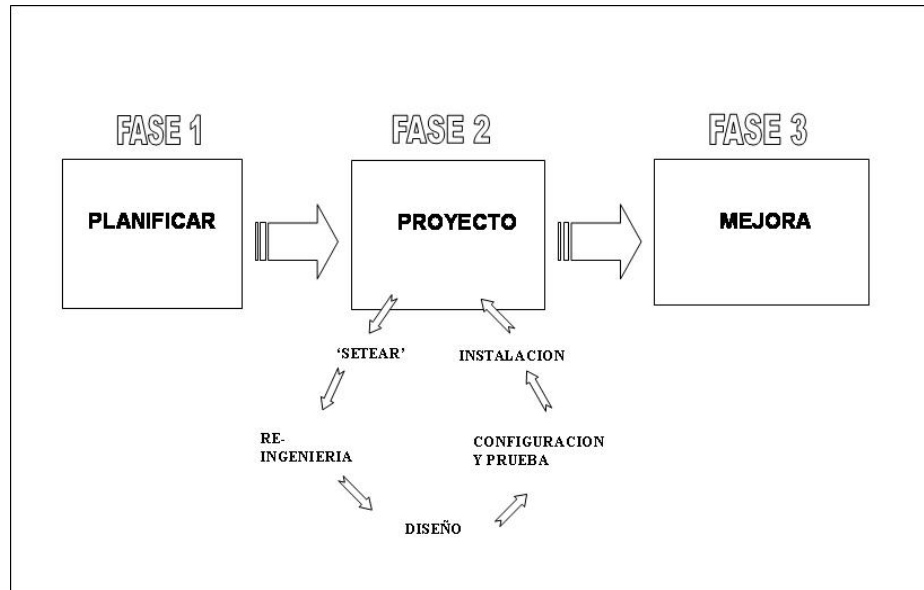 FASE 1
FASE 2
FASE 3
PLANIFICAR
PROYECTO
MEJORA
‘SETEAR’
INSTALACION
RE-
INGENIERIA
CONFIGURACION
Y PRUEBA
DISEÑO